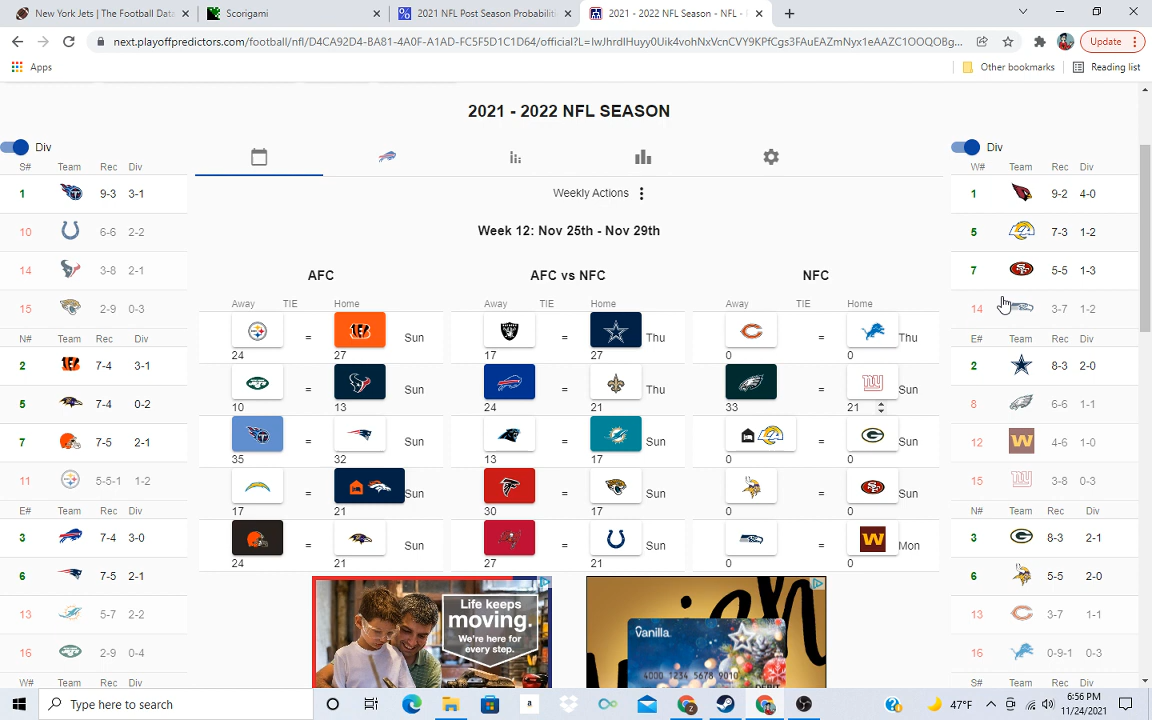 New York Jets | The Football Data
Scorigami
2021 NFL Post Season Probabiliti
2021 - 2022 NFL Season - NFL -
next.playoffpredictors.com/football/nfl/D4CA92D4-BA81-4A0F-A1AD-FC5F5D1C1D64/official?L=IwJhrdIHuyy0Uik4vohNxVcnCVY9KPfCgs3FAuEAZmNyx1eAAZC1OOQOBg...
Update
Apps
Other bookmarks
Reading list
2021 - 2022 NFL SEASON
Div
S# Team Rec Div
1 9-3 3-1
10 6-6 2-2
14 3-8 2-1
15 2-9 0-3
N# Team Rec Div
2 7-4 3-1
5 7-4 0-2
7 7-5 2-1
11 5-5-1 1-2
E# Team Rec Div
3 7-4 3-0
6 7-5 2-1
13 5-7 2-2
16 2-9 0-4
W# Team Rec Div
Weekly Actions
Week 12: Nov 25th - Nov 29th
AFC
Away TIE Home
= Sun
24 27
= Sun
10 13
= Sun
35 32
= Sun
17 21
= Sun
24 21
AFC vs NFC
Away TIE Home
= Thu
17 27
= Thu
24 21
= Sun
13 17
= Sun
30 17
= Sun
27 21
NFC
Away TIE Home
= Thu
0 0
= Sun
33 21
= Sun
0 0
= Sun
0 0
= Mon
0 0
Div
W# Team Rec Div
1 9-2 4-0
5 7-3 1-2
7 5-5 1-3
14 3-7 1-2
E# Team Rec Div
2 8-3 2-0
8 6-6 1-1
12 4-6 1-0
15 3-8 0-3
N# Team Rec Div
3 8-3 2-1
6 5-5 2-0
13 3-7 1-1
16 0-9-1 0-3
S# Team Rec Div
Life keeps
moving.
We're here for
every step.
vanilla
Type here to search
47°F
6:56 PM
11/24/2021